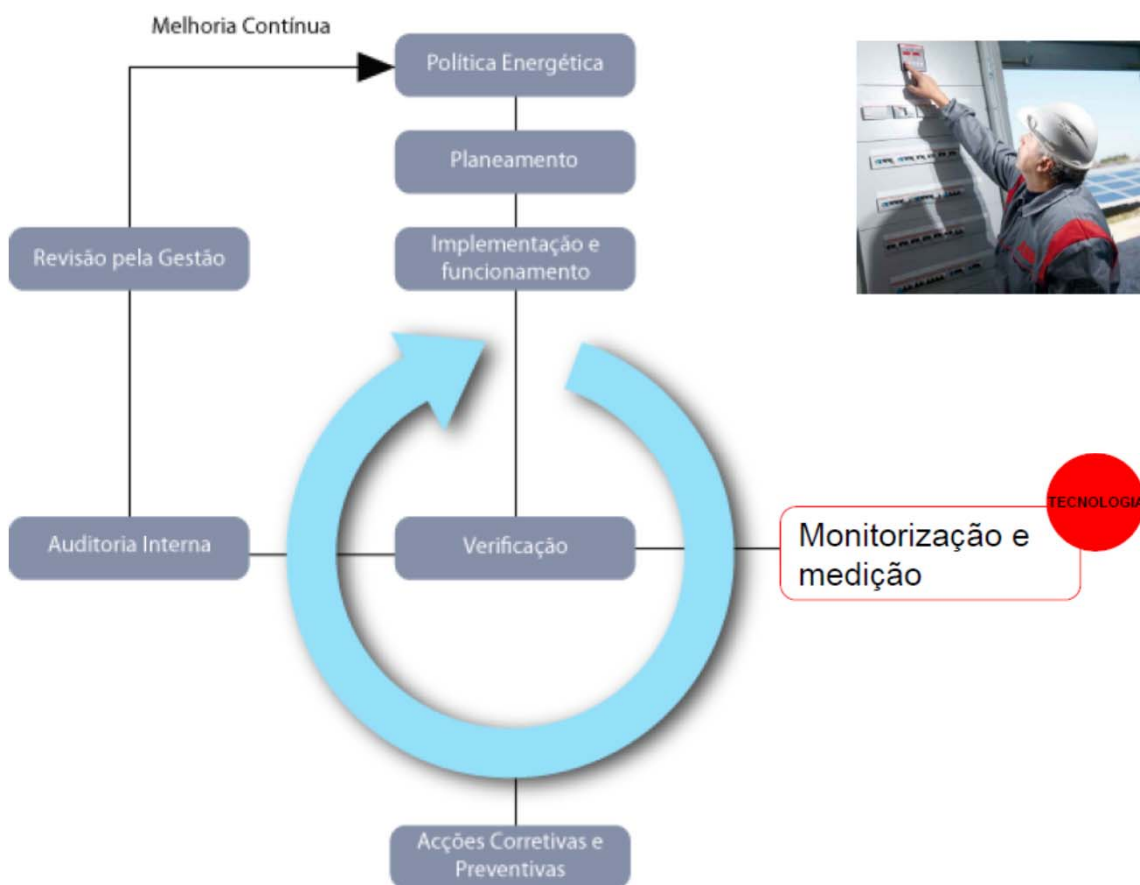 Melhoria Contínua
Política Energética
Planeamento
Implementação e
funcionamento
Revisão pela Gestão
TECNOLOGIA
Auditoria Interna
Verificação
Monitorização e
medição
Acções Corretivas e
Preventivas